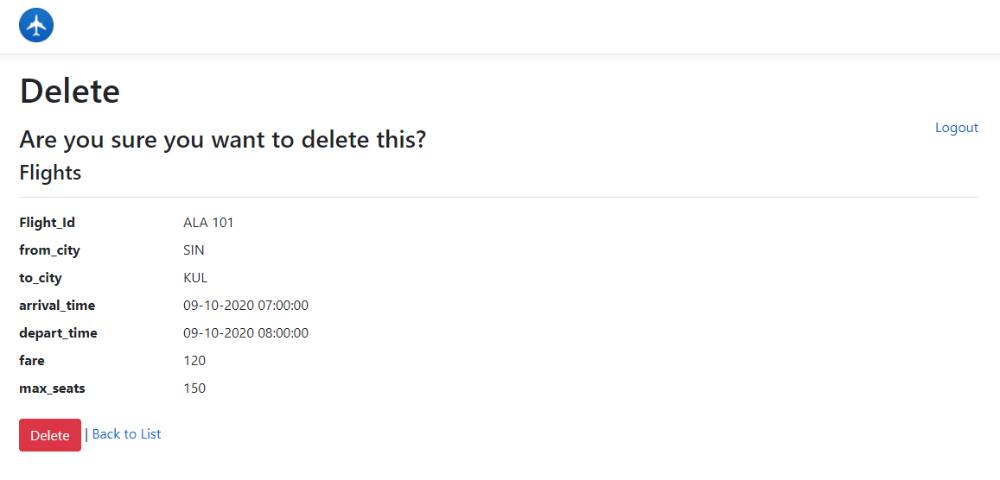 Delete
Logout
Are you sure you want to delete this?
Flights
Flight_Id ALA 101
from_city SIN
to_city KUL
arrival_time 09-10-2020 07:00:00
depart_time 09-10-2020 08:00:00
fare 120
max_seats 150
Delete | Back to List